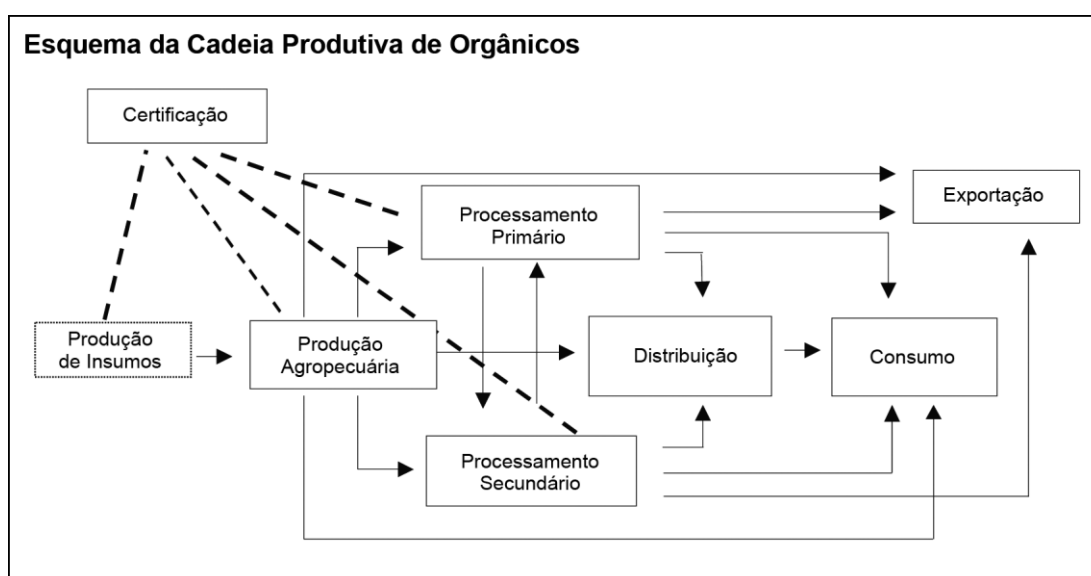 Esquema da Cadeia Produtiva de Orgânicos
Certificação
Exportação
Processamento
Primário
Produção
de Insumos
Produção
Agropecuária
Distribuição
Consumo
Processamento
Secundário